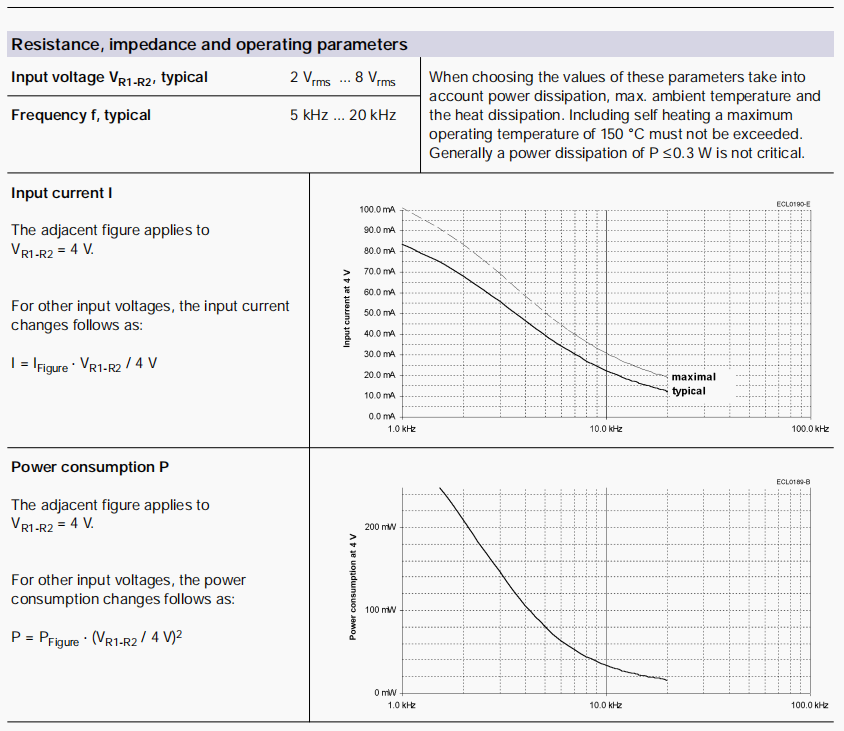 Resistance, impedance and operating parameters
Input voltage VR1-R2, typical
2 Vrms ... 8 Vrms
Frequency f, typical
5 kHz ... 20 kHz
When choosing the values of these parameters take into
account power dissipation, max. ambient temperature and
the heat dissipation. Including self heating a maximum
operating temperature of 150 °C must not be exceeded.
Generally a power dissipation of P ≤0.3 W is not critical.
Input current I
The adjacent figure applies to
VR1-R2 = 4 V.
For other input voltages, the input current
changes follows as:
I = IFigure · VR1-R2 / 4 V
ECL0190-E
Input current at 4 V
100.0 mA
90.0 mA
80.0 mA
70.0 mA
60.0 mA
50.0 mA
40.0 mA
30.0 mA
20.0 mA
10.0 mA
0.0 mA
maximal
typical
1.0 kHz
10.0 kHz
100.0 kHz
Power consumption P
The adjacent figure applies to
VR1-R2 = 4 V.
For other input voltages, the power
consumption changes follows as:
P = PFigure · (VR1-R2 / 4 V)²
ECL0189-B
Power consumption at 4 V
200 mW
100 mW
0 mW
1.0 kHz
10.0 kHz
100.0 kHz